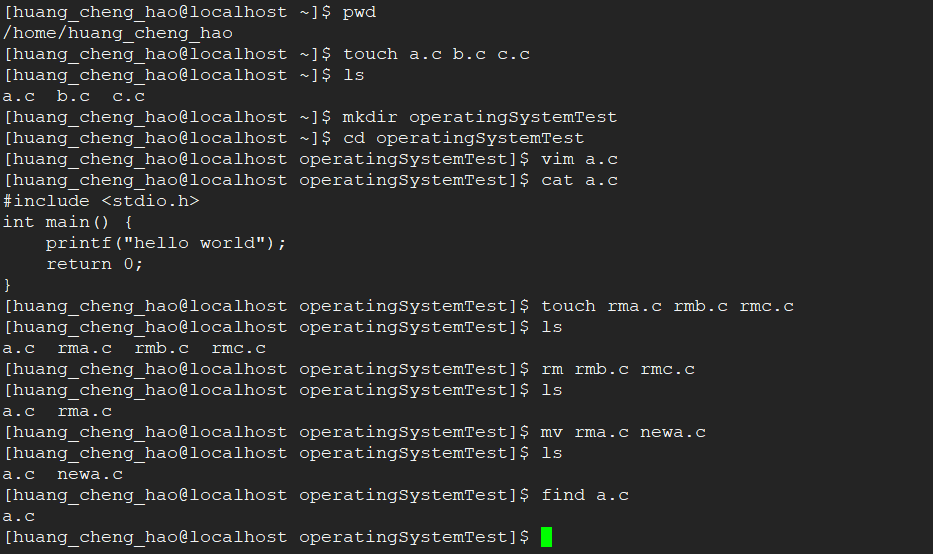 [huang_cheng_hao@localhost ~]$ pwd
/home/huang_cheng_hao
[huang_cheng_hao@localhost ~]$ touch a.c b.c c.c
[huang_cheng_hao@localhost ~]$ ls
a.c  b.c  c.c
[huang_cheng_hao@localhost ~]$ mkdir operatingSystemTest
[huang_cheng_hao@localhost ~]$ cd operatingSystemTest
[huang_cheng_hao@localhost operatingSystemTest]$ vim a.c
[huang_cheng_hao@localhost operatingSystemTest]$ cat a.c
#include <stdio.h>
int main() {
    printf("hello world");
    return 0;
}
[huang_cheng_hao@localhost operatingSystemTest]$ touch rma.c rmb.c rmc.c
[huang_cheng_hao@localhost operatingSystemTest]$ ls
a.c  rma.c  rmb.c  rmc.c
[huang_cheng_hao@localhost operatingSystemTest]$ rm rmb.c rmc.c
[huang_cheng_hao@localhost operatingSystemTest]$ ls
a.c  rma.c
[huang_cheng_hao@localhost operatingSystemTest]$ mv rma.c newa.c
[huang_cheng_hao@localhost operatingSystemTest]$ ls
a.c  newa.c
[huang_cheng_hao@localhost operatingSystemTest]$ find a.c
a.c
[huang_cheng_hao@localhost operatingSystemTest]$